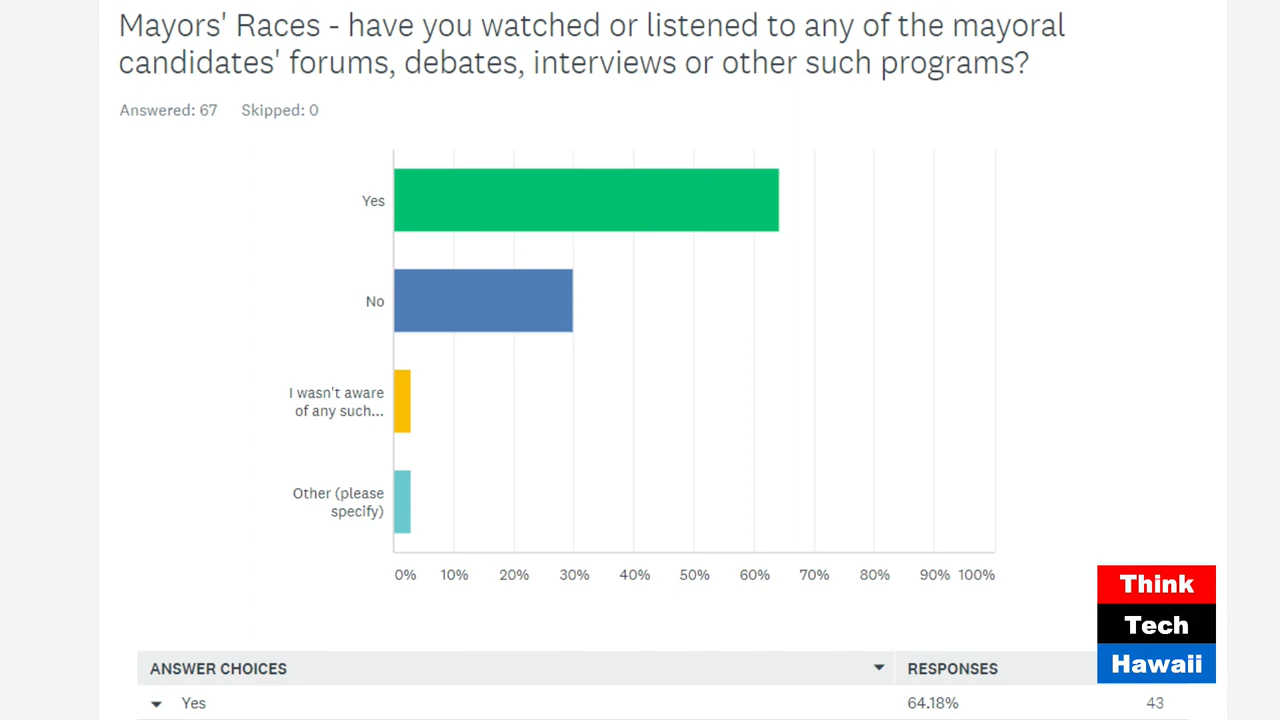 Mayors' Races - have you watched or listened to any of the mayoral
candidates' forums, debates, interviews or other such programs?
Answered: 67 Skipped: 0
Yes
No
I wasn't aware
of any such...
Other (please
specify)
0% 10% 20% 30% 40% 50% 60% 70% 80% 90% 100%
Think
Tech
Hawaii
ANSWER CHOICES RESPONSES
Yes 64.18% 43